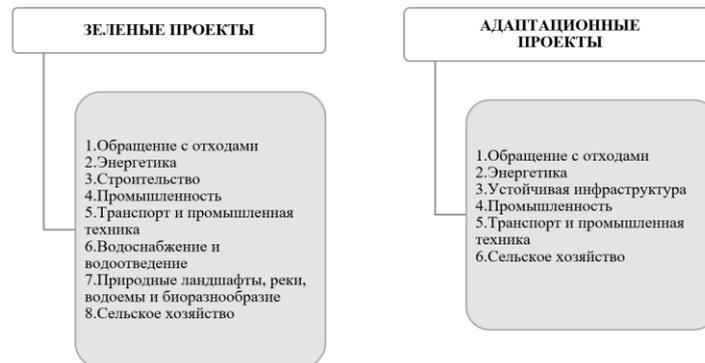 ЗЕЛЕНЫЕ ПРОЕКТЫ
1.Обращение с отходами
2.Энергетика
3.Строительство
4.Промышленность
5.Транспорт и промышленная
техника
6.Водоснабжение и
водоотведение
7.Природные ландшафты, реки,
водоемы и биоразнообразие
8.Сельское хозяйство
АДАПТАЦИОННЫЕ
ПРОЕКТЫ
1.Обращение с отходами
2.Энергетика
3.Устойчивая инфраструктура
4.Промышленность
5.Транспорт и промышленная
техника
6.Сельское хозяйство